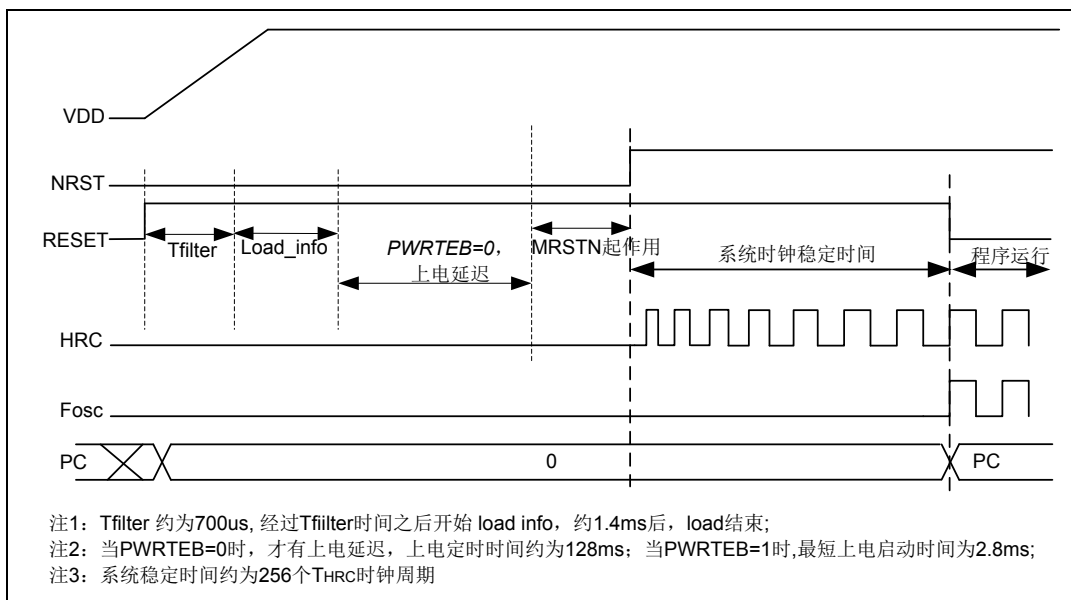 VDD
NRST
RESET
Tfilter
Load_info
PWRTEB=0，
上电延迟
MRSTN起作用
系统时钟稳定时间
程序运行
HRC
Fosc
PC
0
PC
注1：Tfilter 约为700us, 经过Tfiilter时间之后开始 load info，约1.4ms后，load结束;
注2：当PWRTEB=0时，才有上电延迟，上电定时时间约为128ms；当PWRTEB=1时,最短上电启动时间为2.8ms;
注3：系统稳定时间约为256个THRC时钟周期